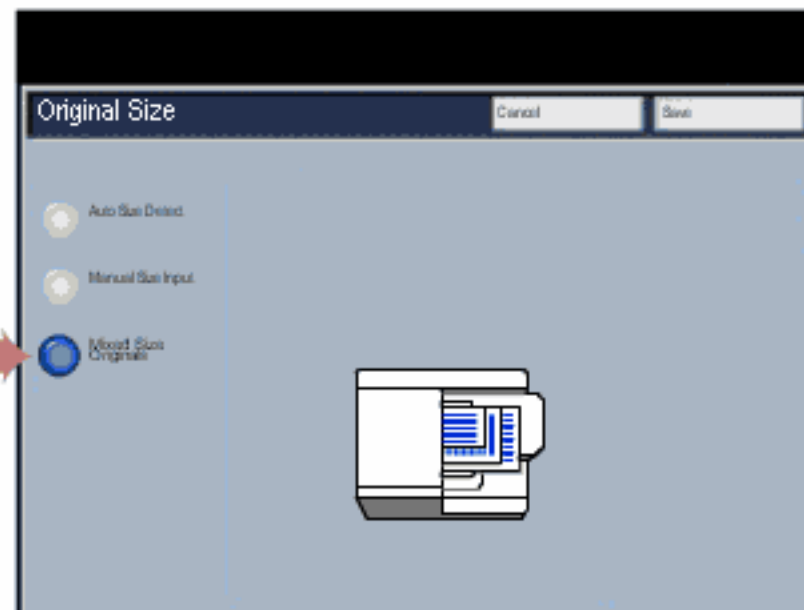 Original Size
Cancel
Save
Auto Size Detect
Manual Size Input
Mixed Size
Originals